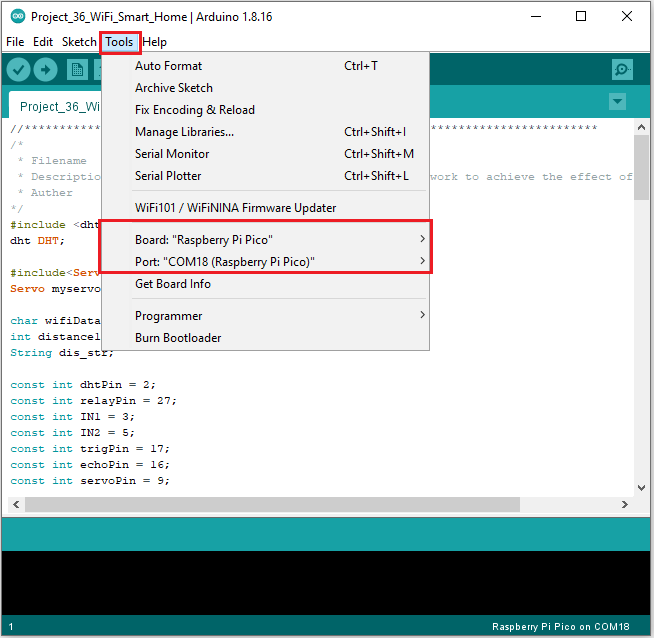 Project_36_WiFi_Smart_Home | Arduino 1.8.16
File Edit Sketch Tools Help
Auto Format Ctrl+T
Archive Sketch
Fix Encoding & Reload
Manage Libraries... Ctrl+Shift+I
Serial Monitor Ctrl+Shift+M
Serial Plotter Ctrl+Shift+L
WiFi101 / WiFiNINA Firmware Updater
Board: "Raspberry Pi Pico"
Port: "COM18 (Raspberry Pi Pico)"
Get Board Info
Programmer
Burn Bootloader
Project_36_Wi
//*********** *************************
/*
* Filename
* Descriptio work to achieve the effect of
* Auther
*/
#include <dht
dht DHT;
#include<Serv
Servo myservo
char wifiData
int distance1
String dis_str;
const int dhtPin = 2;
const int relayPin = 27;
const int IN1 = 3;
const int IN2 = 5;
const int trigPin = 17;
const int echoPin = 16;
const int servoPin = 9;
1 Raspberry Pi Pico on COM18